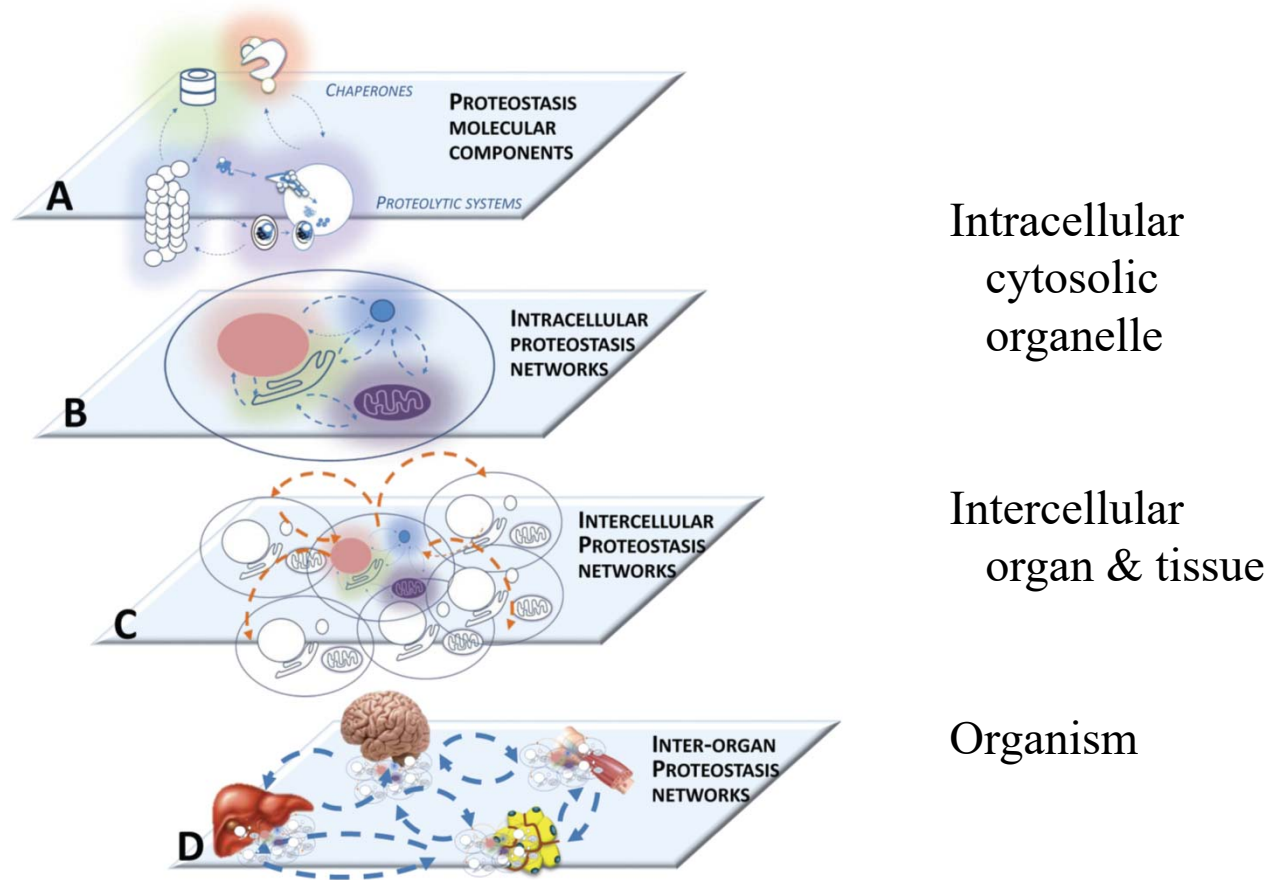 CHAPERONES
PROTEOSTASIS
MOLECULAR
COMPONENTS
PROTEOLYTIC SYSTEMS
A
Intracellular
cytosolic
organelle
INTRACELLULAR
PROTEOSTASIS
NETWORKS
B
Intercellular
organ & tissue
INTERCELLULAR
PROTEOSTASIS
NETWORKS
C
Organism
INTER-ORGAN
PROTEOSTASIS
NETWORKS
D